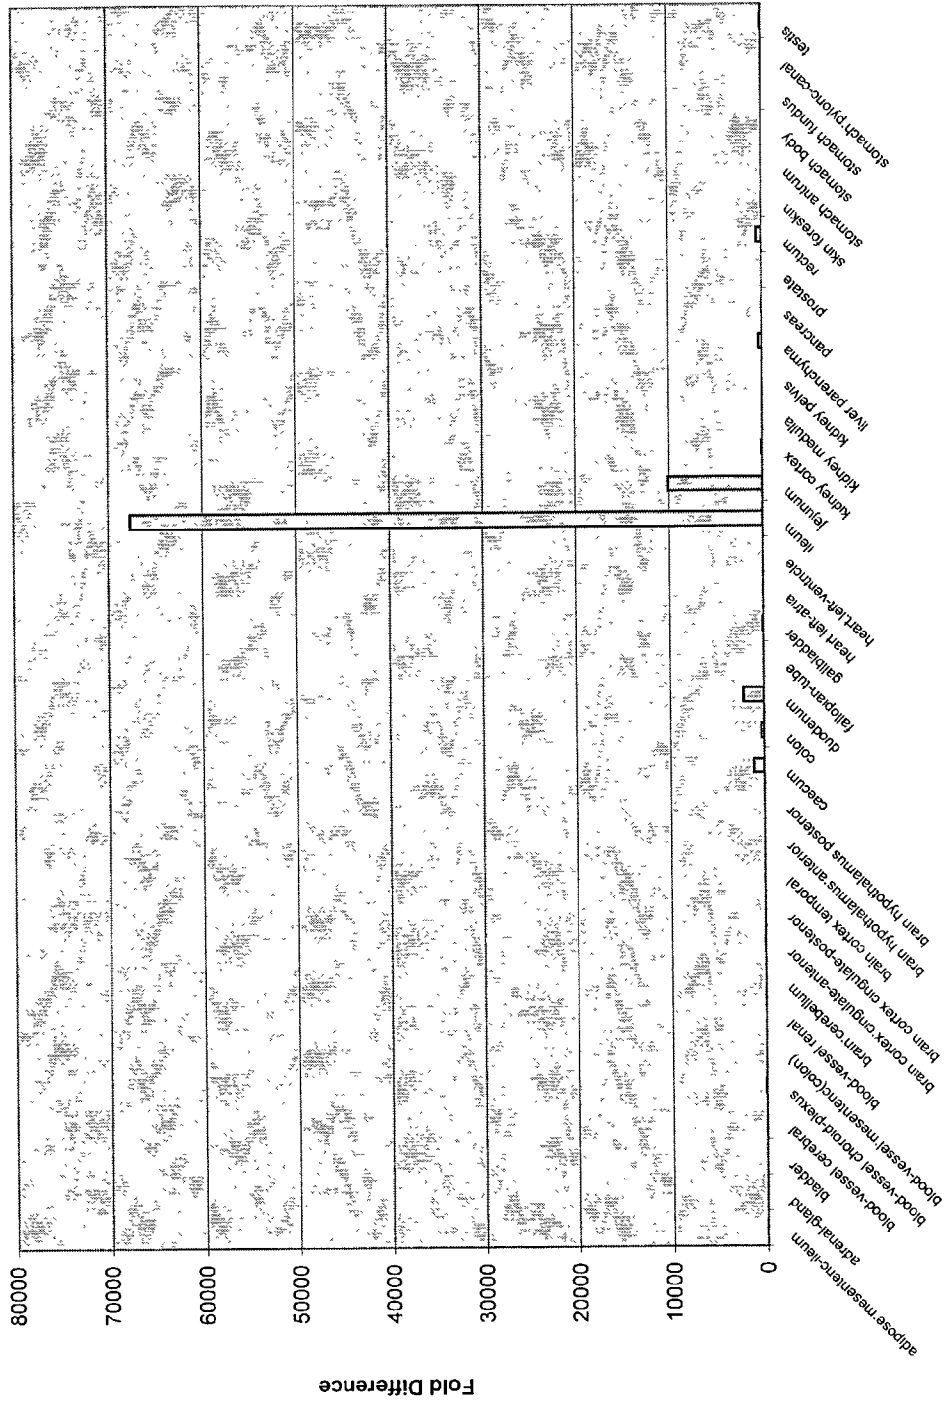 Fold Difference
80000
70000
60000
50000
40000
30000
20000
10000
0
adipose mesenteric-ileum
adrenal gland
bladder
blood-vessel cerebral
blood-vessel choroid-plexus
blood-vessel mesenteric(colon)
blood-vessel renal
brain cerebellum
brain cortex cingulate-anterior
brain cortex cingulate-posterior
brain cortex temporal
brain hypothalamus anterior
brain hypothalamus posterior
caecum
colon
duodenum
fallopian-tube
gallbladder
heart left-atria
heart left-ventricle
ileum
jejunum
kidney cortex
kidney medulla
kidney pelvis
liver parenchyma
pancreas
prostate
rectum
skin foreskin
stomach antrum
stomach body
stomach fundus
stomach pyloric-canal
testis